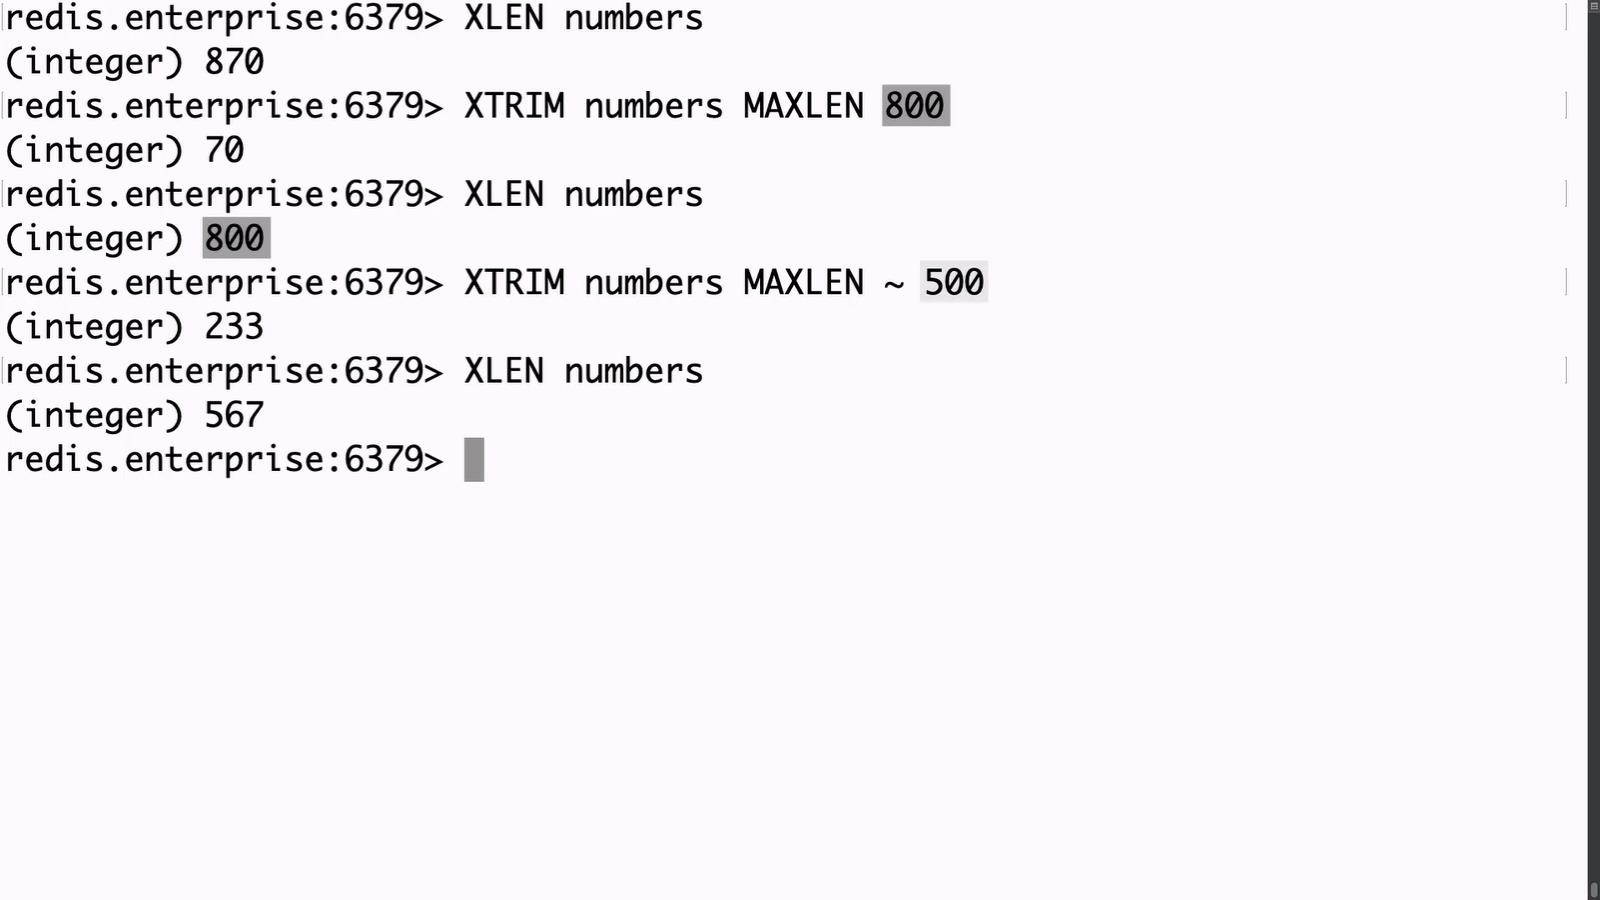 redis.enterprise:6379> XLEN numbers
(integer) 870
redis.enterprise:6379> XTRIM numbers MAXLEN 800
(integer) 70
redis.enterprise:6379> XLEN numbers
(integer) 800
redis.enterprise:6379> XTRIM numbers MAXLEN ~ 500
(integer) 233
redis.enterprise:6379> XLEN numbers
(integer) 567
redis.enterprise:6379>